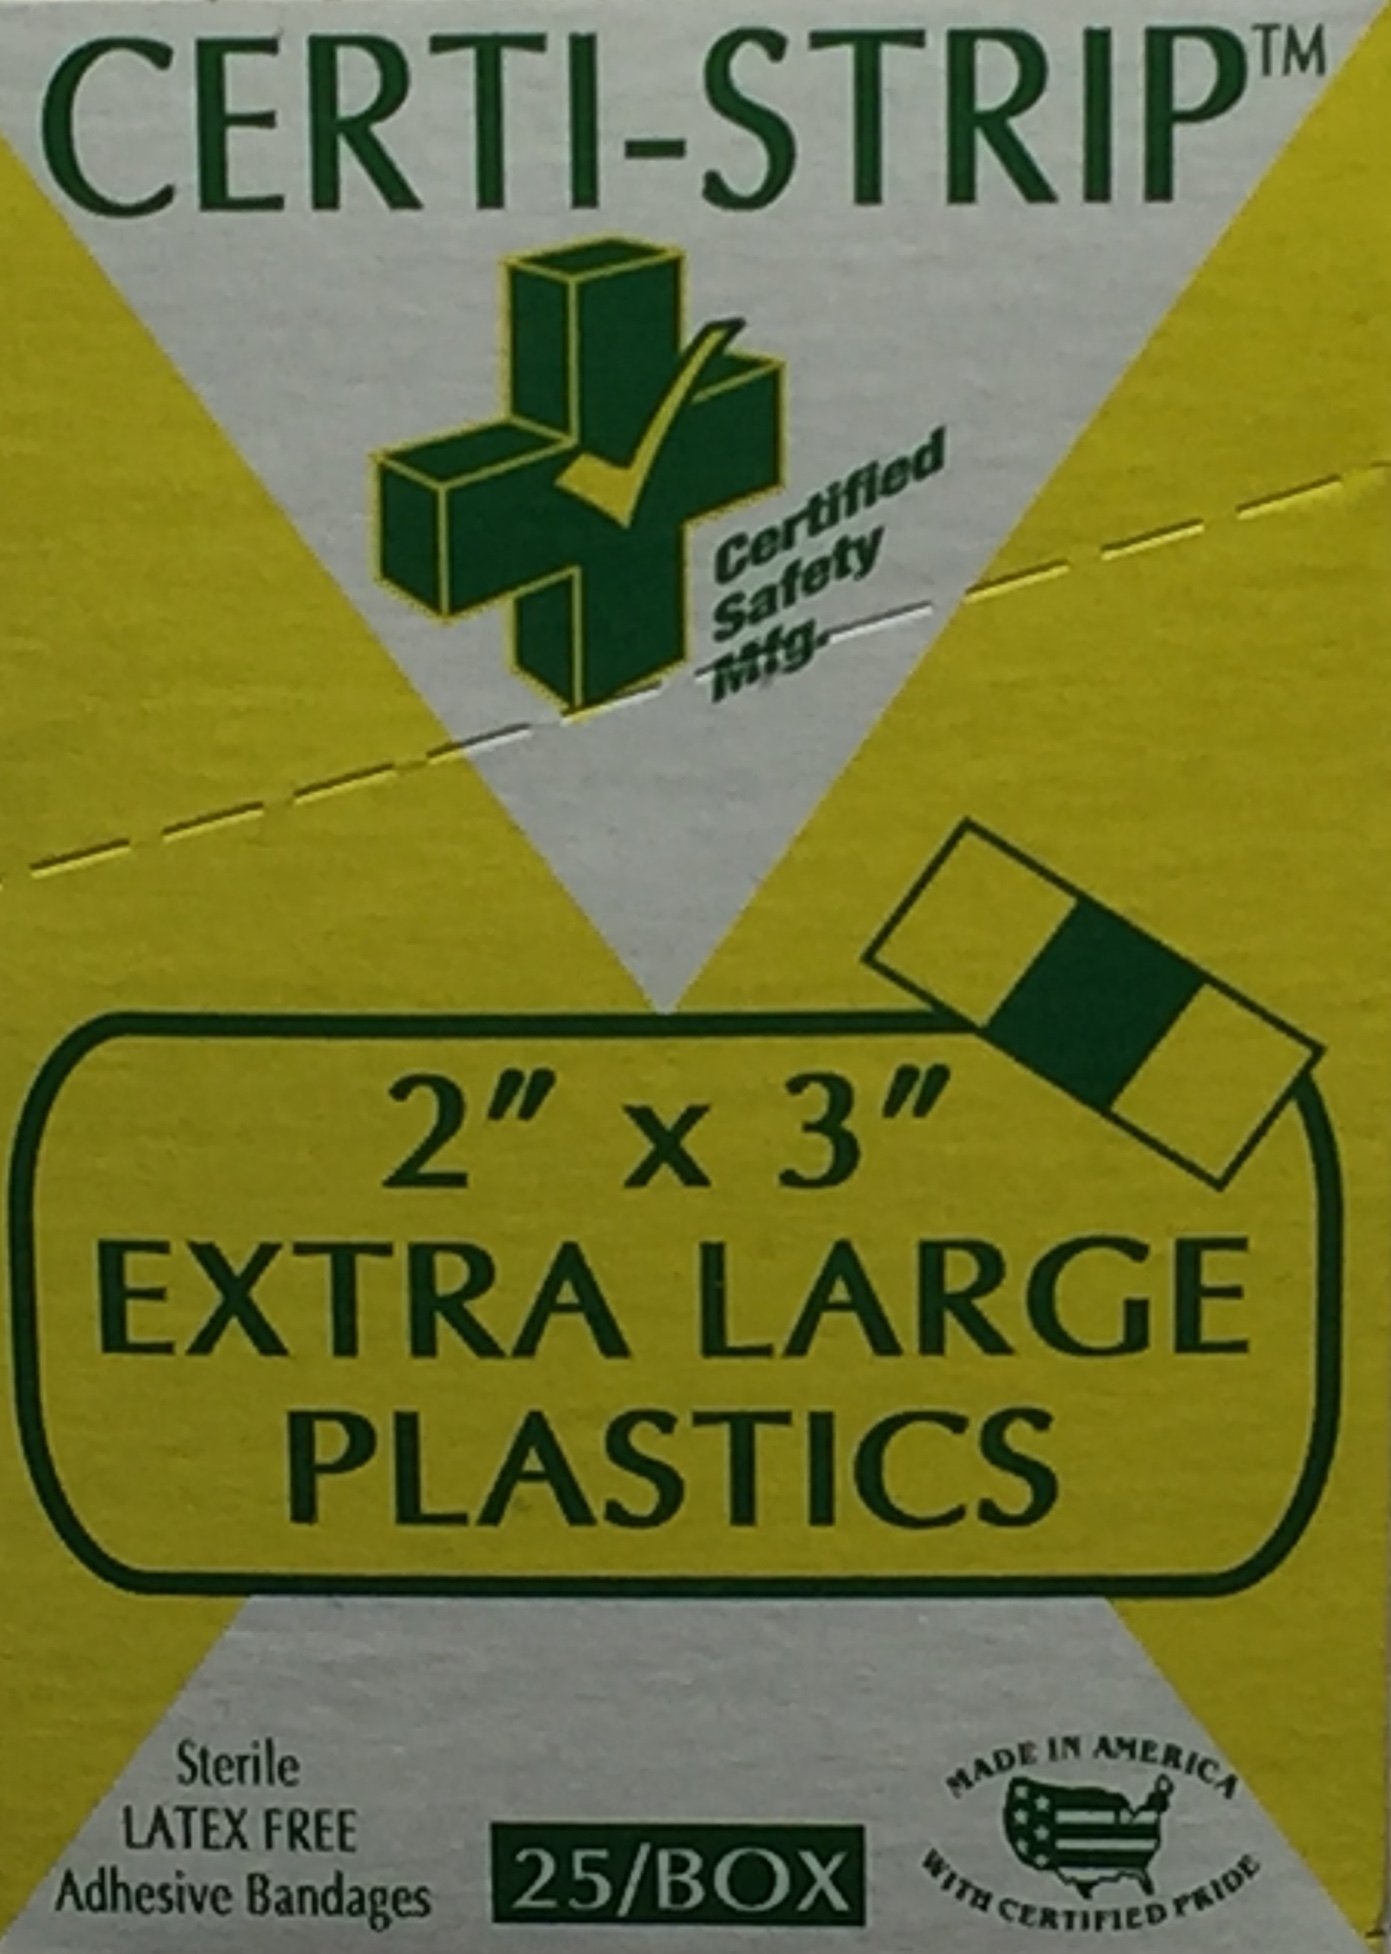 CERTI-STRIP™
Certified
Safety
Mfg.
2" x 3"
EXTRA LARGE
PLASTICS
Sterile
LATEX FREE
Adhesive Bandages
25/BOX
MADE IN AMERICA
WITH CERTIFIED PRIDE